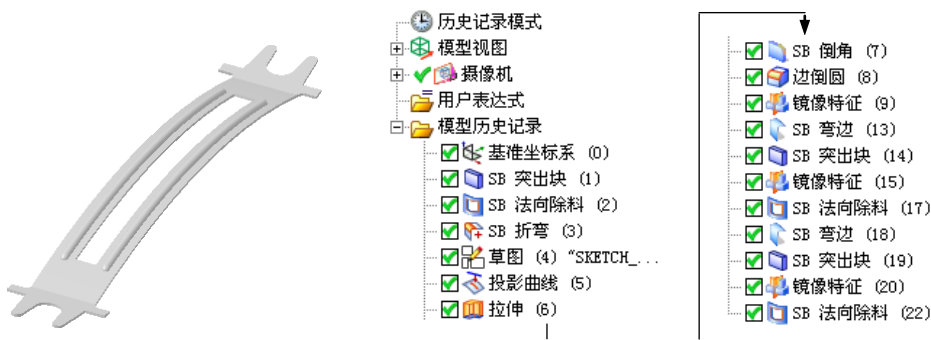 历史记录模式
模型视图
摄像机
用户表达式
模型历史记录
基准坐标系 (0)
SB 突出块 (1)
SB 法向除料 (2)
SB 折弯 (3)
草图 (4) "SKETCH_...
投影曲线 (5)
拉伸 (6)
SB 倒角 (7)
边倒圆 (8)
镜像特征 (9)
SB 弯边 (13)
SB 突出块 (14)
镜像特征 (15)
SB 法向除料 (17)
SB 弯边 (18)
SB 突出块 (19)
镜像特征 (20)
SB 法向除料 (22)